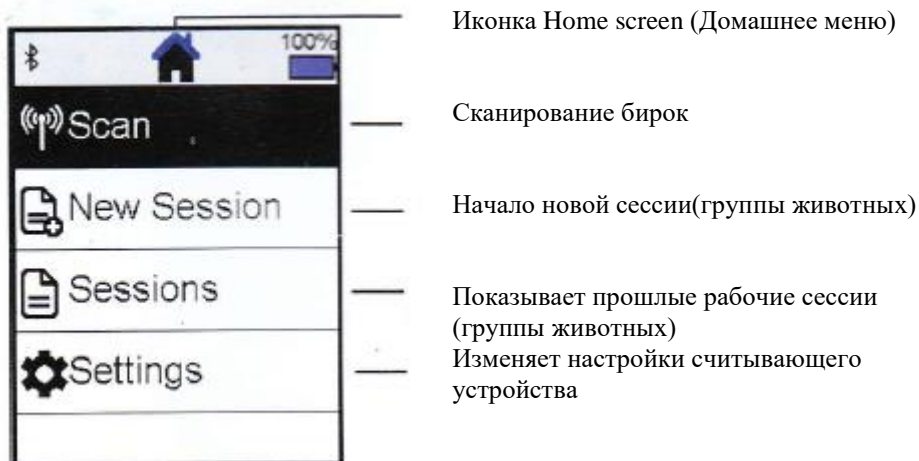 Иконка Home screen (Домашнее меню)
100%
Scan
Сканирование бирок
New Session
Начало новой сессии(группы животных)
Sessions
Показывает прошлые рабочие сессии
(группы животных)
Settings
Изменяет настройки считывающего
устройства